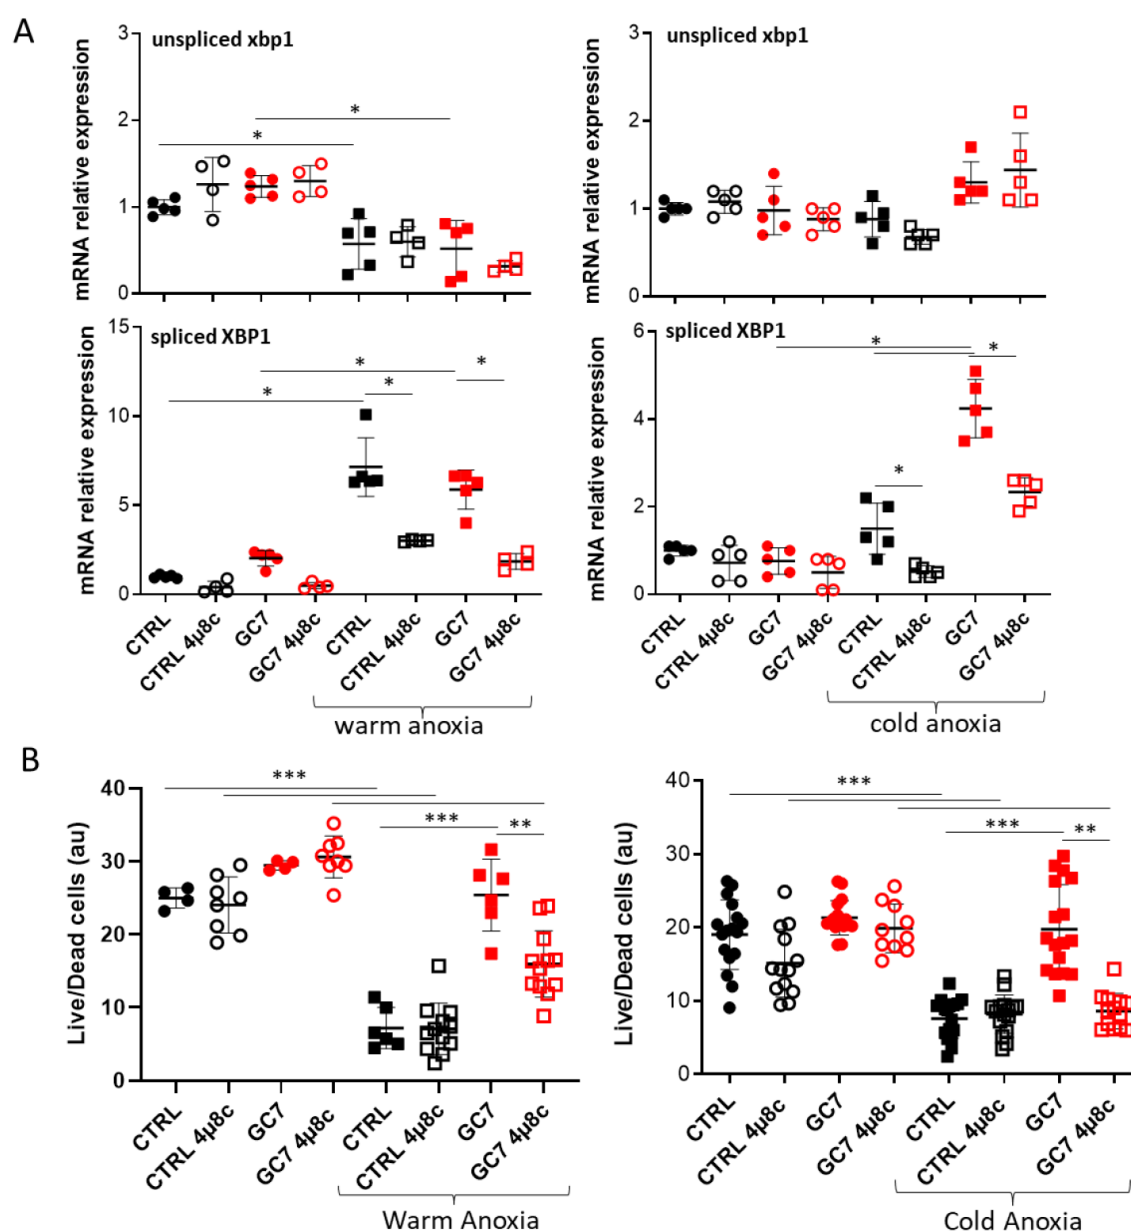 A
unspliced xbp1
mRNA relative expression
3
2
1
0
*
*
unspliced xbp1
mRNA relative expression
3
2
1
0
spliced XBP1
mRNA relative expression
15
10
5
0
*
*
*
*
CTRL
CTRL 4µ8c
GC7
GC7 4µ8c
CTRL
CTRL 4µ8c
GC7
GC7 4µ8c
warm anoxia
spliced XBP1
mRNA relative expression
6
4
2
0
*
*
*
CTRL
CTRL 4µ8c
GC7
GC7 4µ8c
CTRL
CTRL 4µ8c
GC7
GC7 4µ8c
cold anoxia
B
Live/Dead cells (au)
40
30
20
10
0
***
***
**
CTRL
CTRL 4µ8c
GC7
GC7 4µ8c
CTRL
CTRL 4µ8c
GC7
GC7 4µ8c
Warm Anoxia
Live/Dead cells (au)
40
30
20
10
0
***
***
**
CTRL
CTRL 4µ8c
GC7
GC7 4µ8c
CTRL
CTRL 4µ8c
GC7
GC7 4µ8c
Cold Anoxia